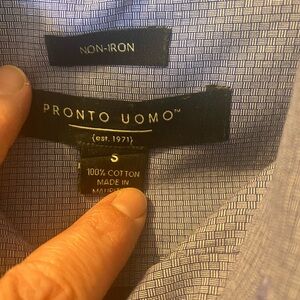 NON-IRON
PRONTO UOMO™
{est. 1971}
S
100% COTTON
MADE IN